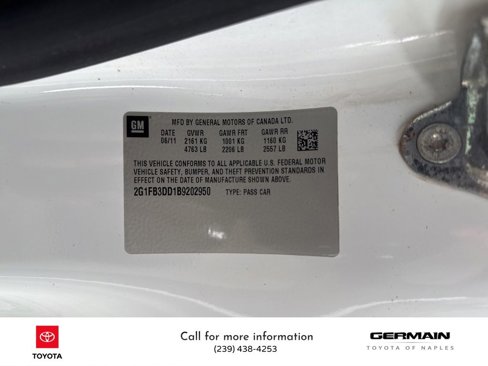 GM
MFD BY GENERAL MOTORS OF CANADA LTD.
DATE GVWR GAWR FRT GAWR RR
06/11 2161 KG 1001 KG 1160 KG
4763 LB 2206 LB 2557 LB
THIS VEHICLE CONFORMS TO ALL APPLICABLE U.S. FEDERAL MOTOR
VEHICLE SAFETY, BUMPER, AND THEFT PREVENTION STANDARDS IN
EFFECT ON THE DATE OF MANUFACTURE SHOWN ABOVE.
2G1FB3DD1B9202950 TYPE: PASS CAR
TOYOTA
Call for more information
(239) 438-4253
GERMAIN
TOYOTA OF NAPLES